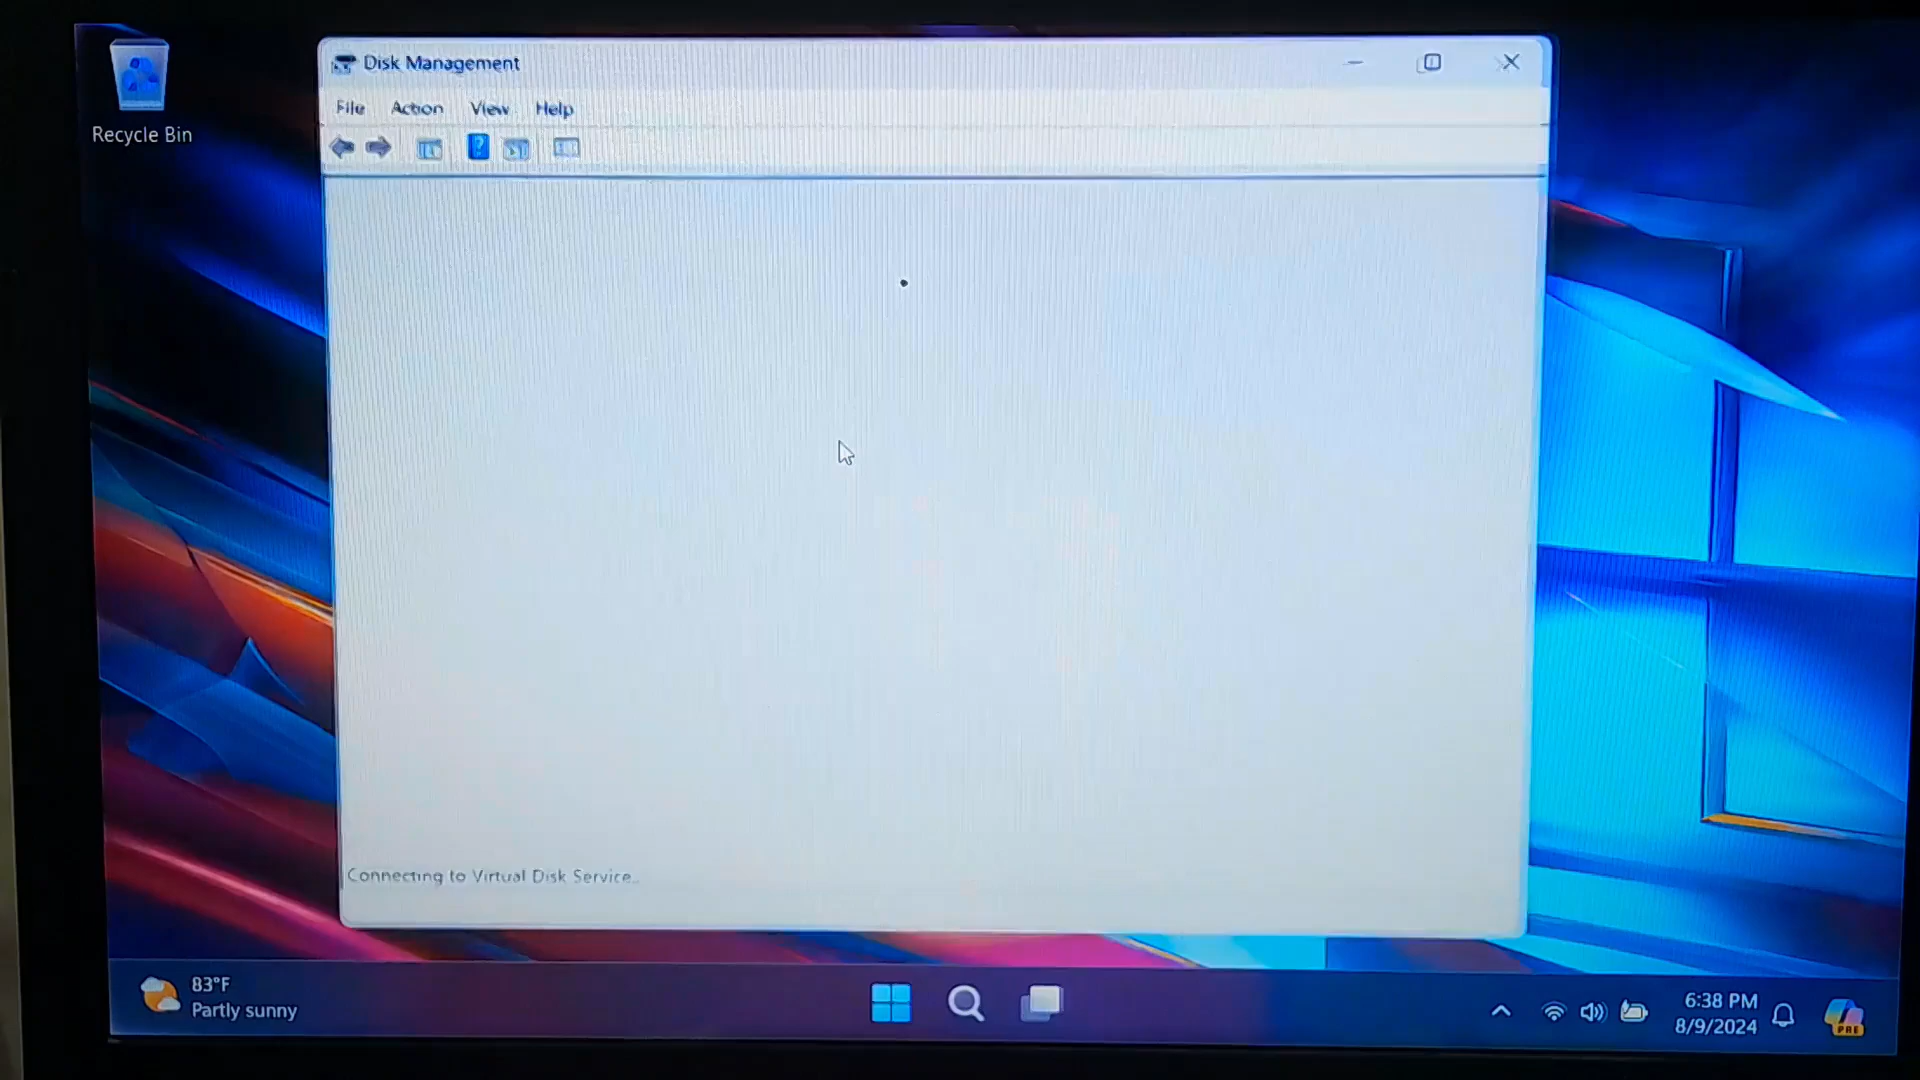 Recycle Bin
Disk Management
File Action View Help
?
Connecting to Virtual Disk Service..
83°F
Partly sunny
6:38 PM
8/9/2024
PRE